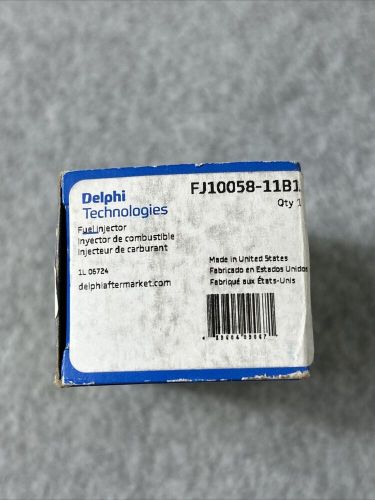 Delphi
Technologies
FJ10058-11B1
Qty 1
Fuel injector
Inyector de combustible
Injecteur de carburant
1L 06724
delphiaftermarket.com
Made in United States
Fabricado en Estados Unidos
Fabriqué aux États-Unis